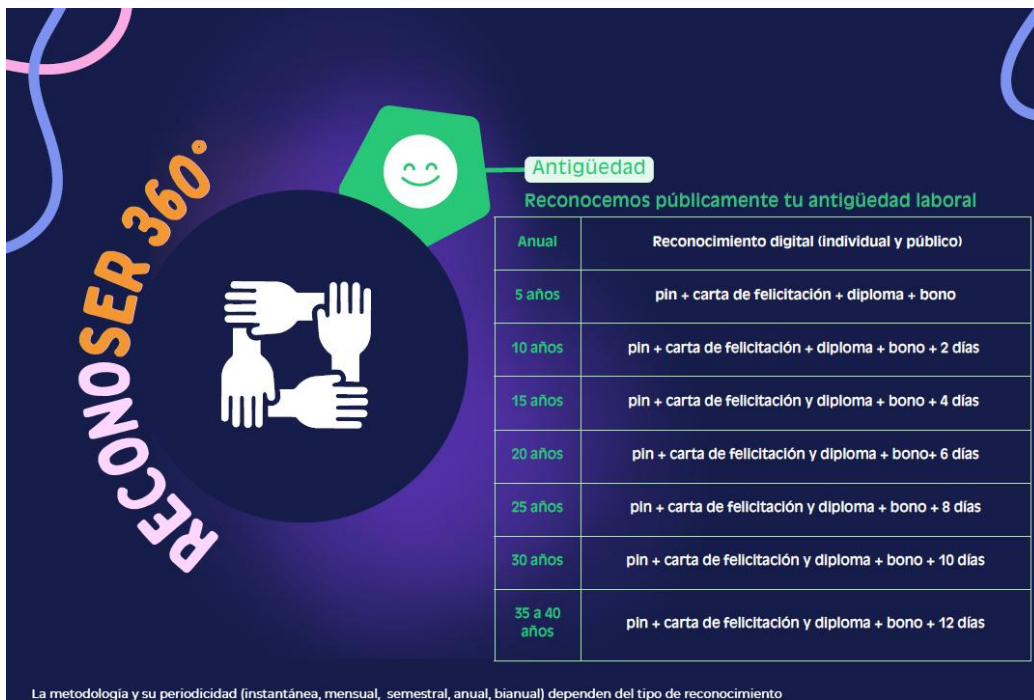 RECONOSER 360°
Antigüedad
Reconocemos públicamente tu antigüedad laboral
Anual Reconocimiento digital (individual y público)
5 años pin + carta de felicitación + diploma + bono
10 años pin + carta de felicitación + diploma + bono + 2 días
15 años pin + carta de felicitación y diploma + bono + 4 días
20 años pin + carta de felicitación y diploma + bono+ 6 días
25 años pin + carta de felicitación y diploma + bono + 8 días
30 años pin + carta de felicitación y diploma + bono + 10 días
35 a 40
años pin + carta de felicitación y diploma + bono + 12 días
La metodología y su periodicidad (instantánea, mensual, semestral, anual, bianual) dependen del tipo de reconocimiento